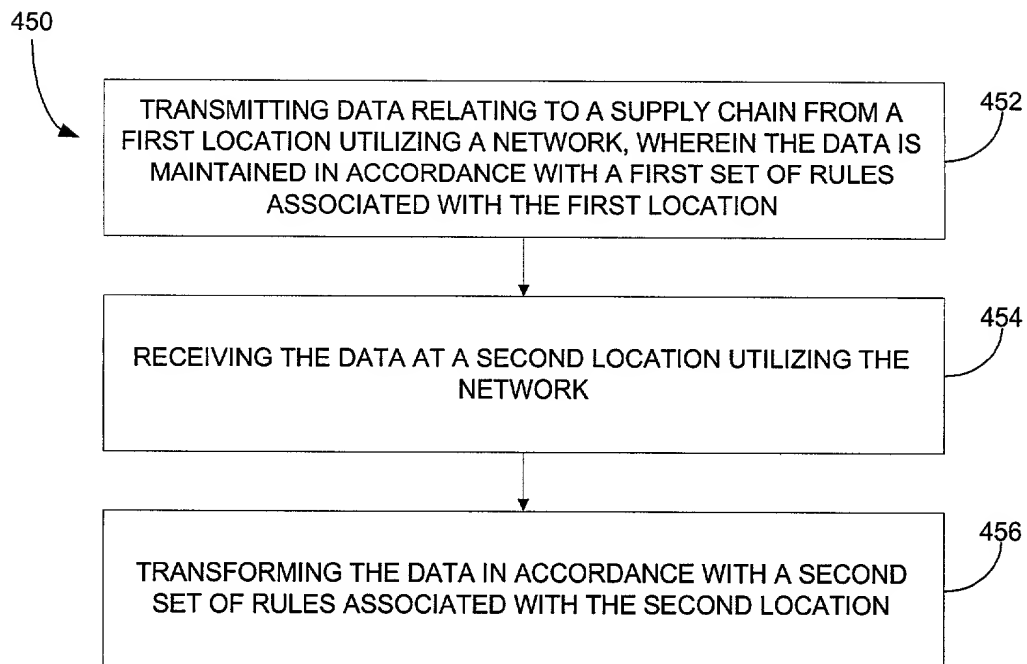 450
TRANSMITTING DATA RELATING TO A SUPPLY CHAIN FROM A
FIRST LOCATION UTILIZING A NETWORK, WHEREIN THE DATA IS
MAINTAINED IN ACCORDANCE WITH A FIRST SET OF RULES
ASSOCIATED WITH THE FIRST LOCATION
452
RECEIVING THE DATA AT A SECOND LOCATION UTILIZING THE
NETWORK
454
TRANSFORMING THE DATA IN ACCORDANCE WITH A SECOND
SET OF RULES ASSOCIATED WITH THE SECOND LOCATION
456